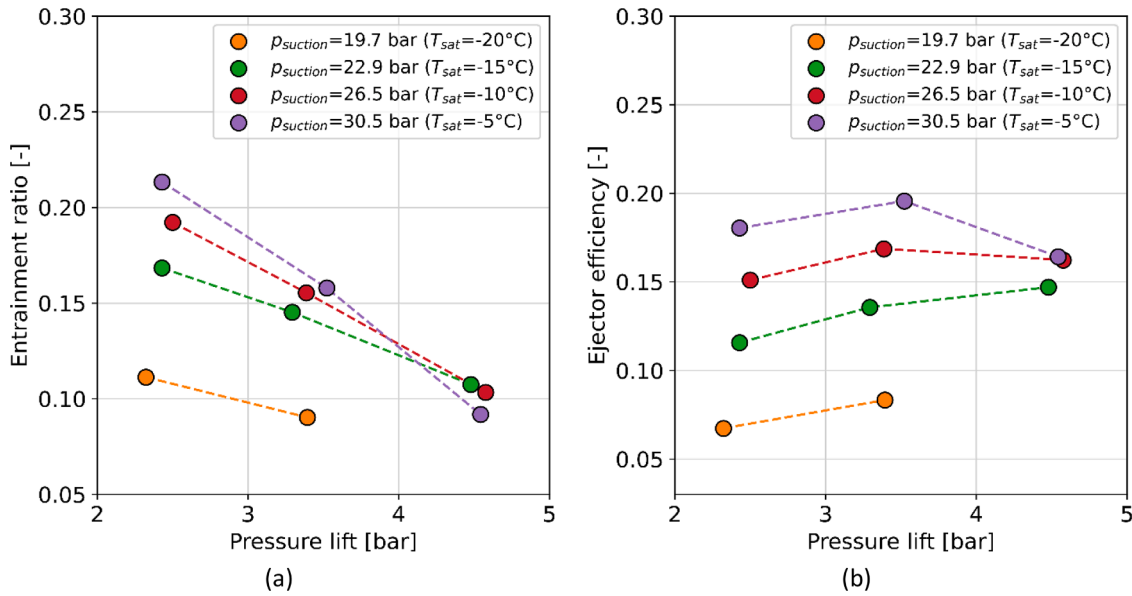 0.30
0.25
0.20
0.15
0.10
0.05
2
3
4
5
Entrainment ratio [-]
Pressure lift [bar]
p_suction=19.7 bar (T_sat=-20°C)
p_suction=22.9 bar (T_sat=-15°C)
p_suction=26.5 bar (T_sat=-10°C)
p_suction=30.5 bar (T_sat=-5°C)
(a)
0.30
0.25
0.20
0.15
0.10
0.05
2
3
4
5
Ejector efficiency [-]
Pressure lift [bar]
p_suction=19.7 bar (T_sat=-20°C)
p_suction=22.9 bar (T_sat=-15°C)
p_suction=26.5 bar (T_sat=-10°C)
p_suction=30.5 bar (T_sat=-5°C)
(b)